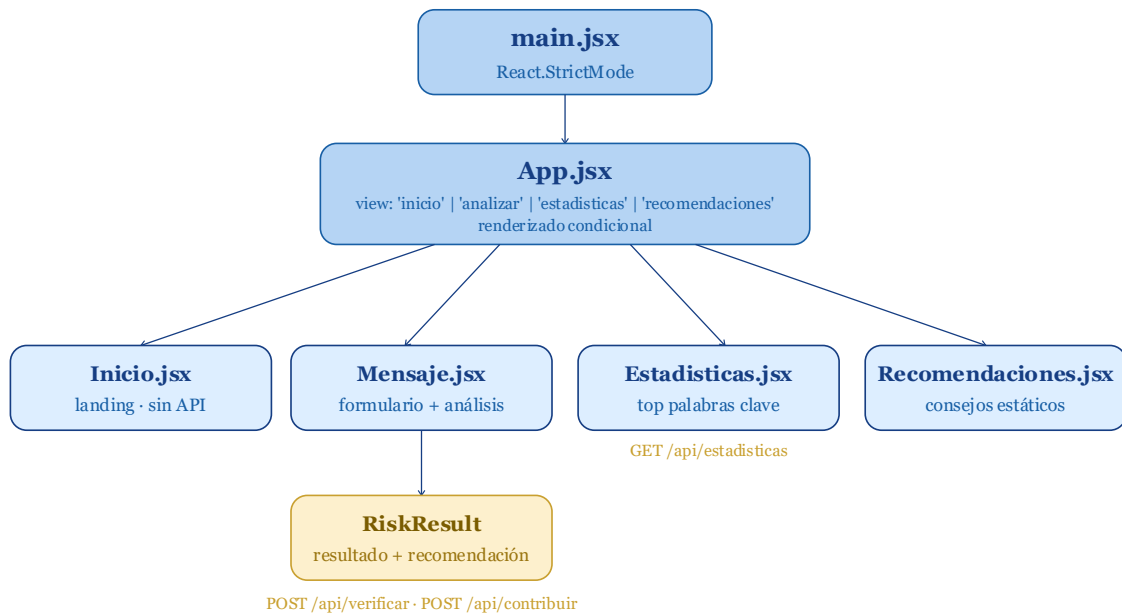 main.jsx
React.StrictMode
App.jsx
view: 'inicio' | 'analizar' | 'estadisticas' | 'recomendaciones'
renderizado condicional
Inicio.jsx
landing · sin API
Mensaje.jsx
formulario + análisis
Estadisticas.jsx
top palabras clave
Recomendaciones.jsx
consejos estáticos
GET /api/estadisticas
RiskResult
resultado + recomendación
POST /api/verificar · POST /api/contribuir